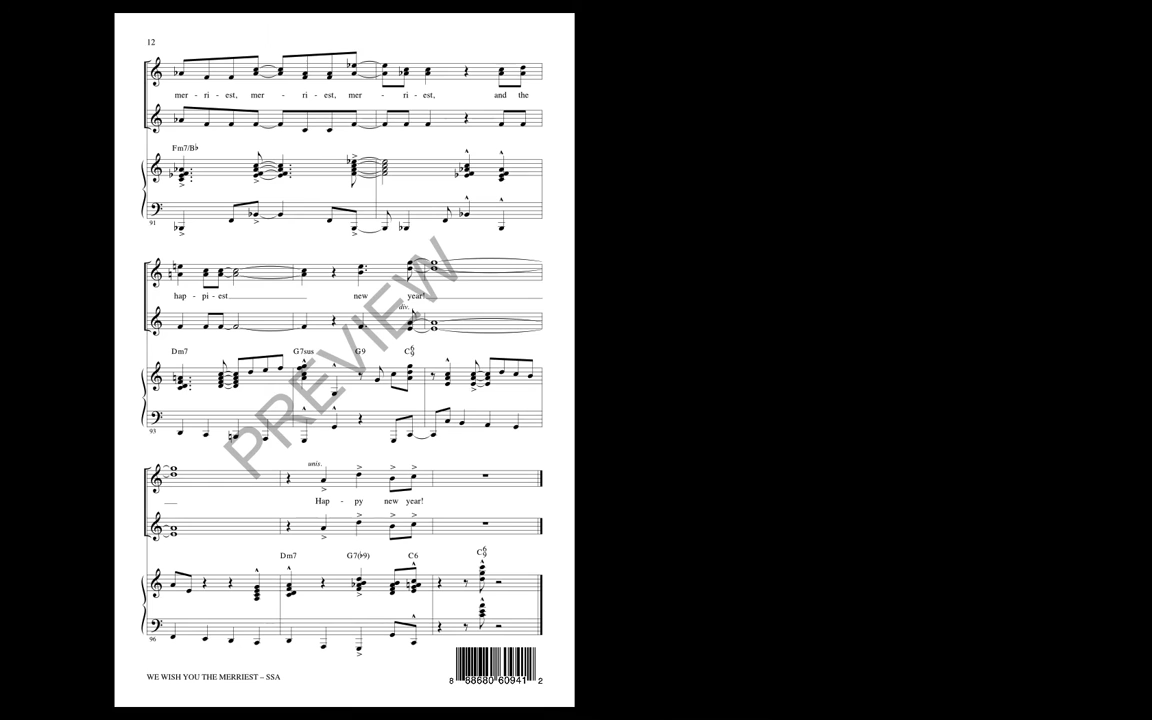 12
mer - ri - est, mer - ri - est, mer - ri - est, and the
Fm7/B♭
91
hap - pi - est new year!
div.
Dm7 G7sus G9 C6/9
93
PREVIEW
unis.
Hap - py new year!
Dm7 G7(♭9) C6 C6/9
96
WE WISH YOU THE MERRIEST – SSA
8 88680 60941 2